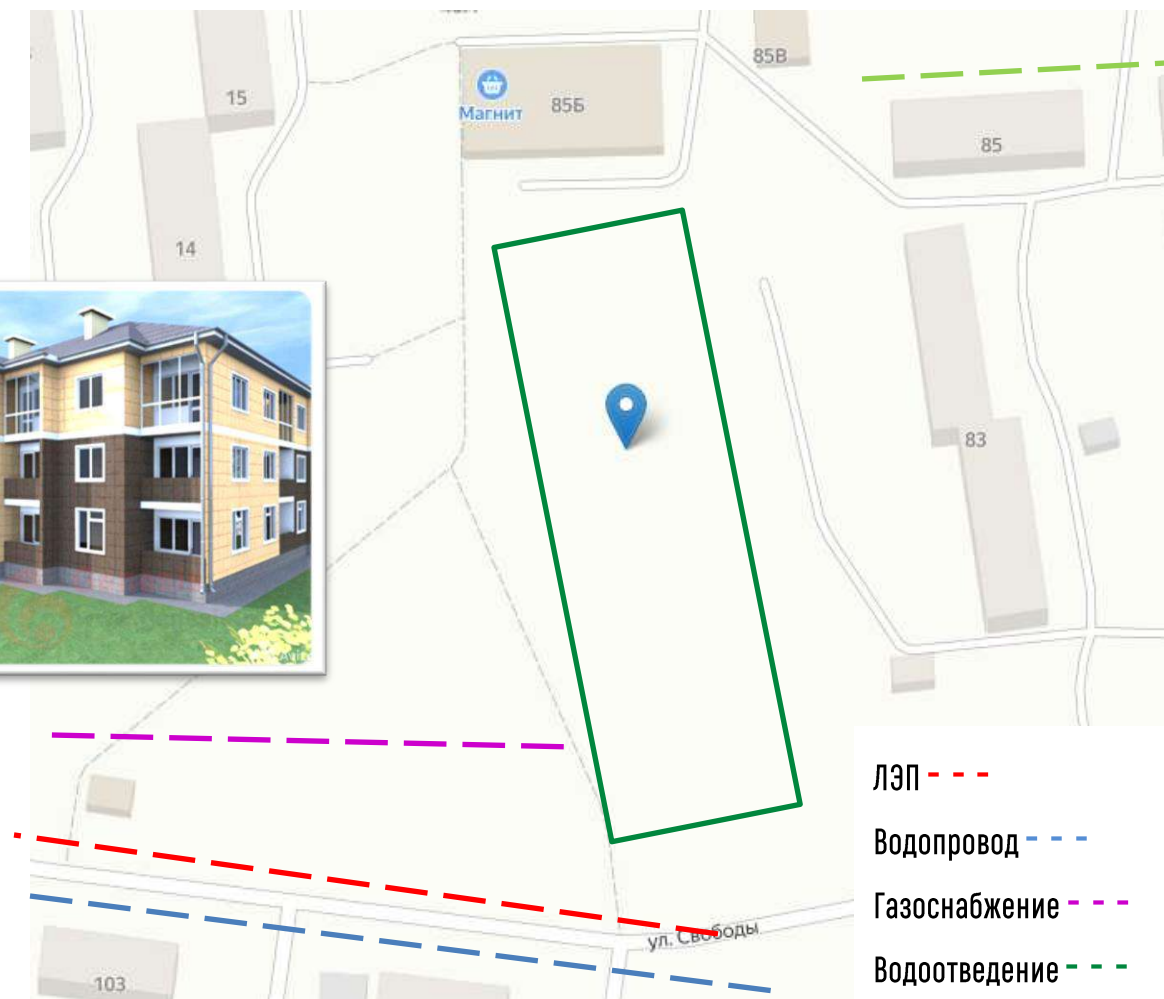 85В
15
Магнит
85Б
85
14
83
ЛЭП
Водопровод
Газоснабжение
ул. Свободы
Водоотведение
103